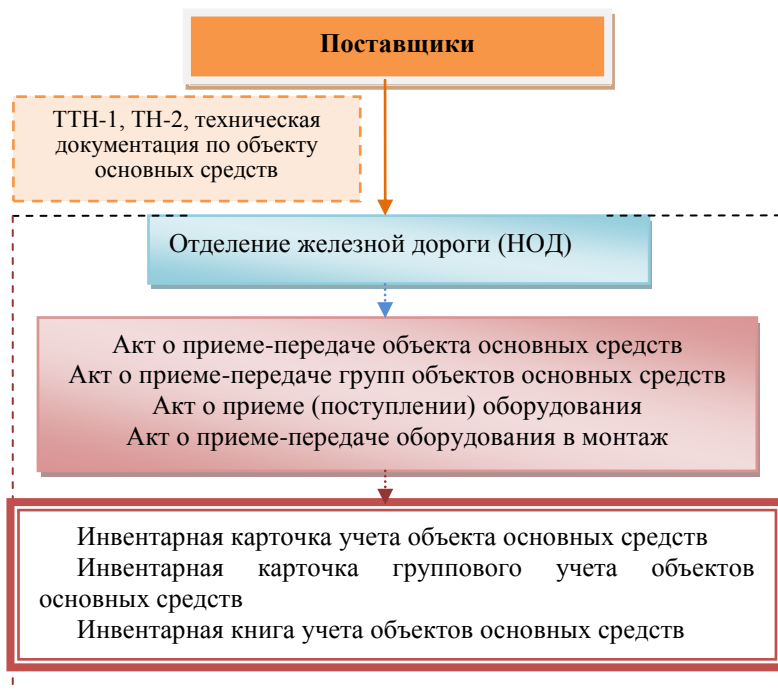 Поставщики
ТТН-1, ТН-2, техническая
документация по объекту
основных средств
Отделение железной дороги (НОД)
Акт о приеме-передаче объекта основных средств
Акт о приеме-передаче групп объектов основных средств
Акт о приеме (поступлении) оборудования
Акт о приеме-передаче оборудования в монтаж
Инвентарная карточка учета объекта основных средств
Инвентарная карточка группового учета объектов
основных средств
Инвентарная книга учета объектов основных средств